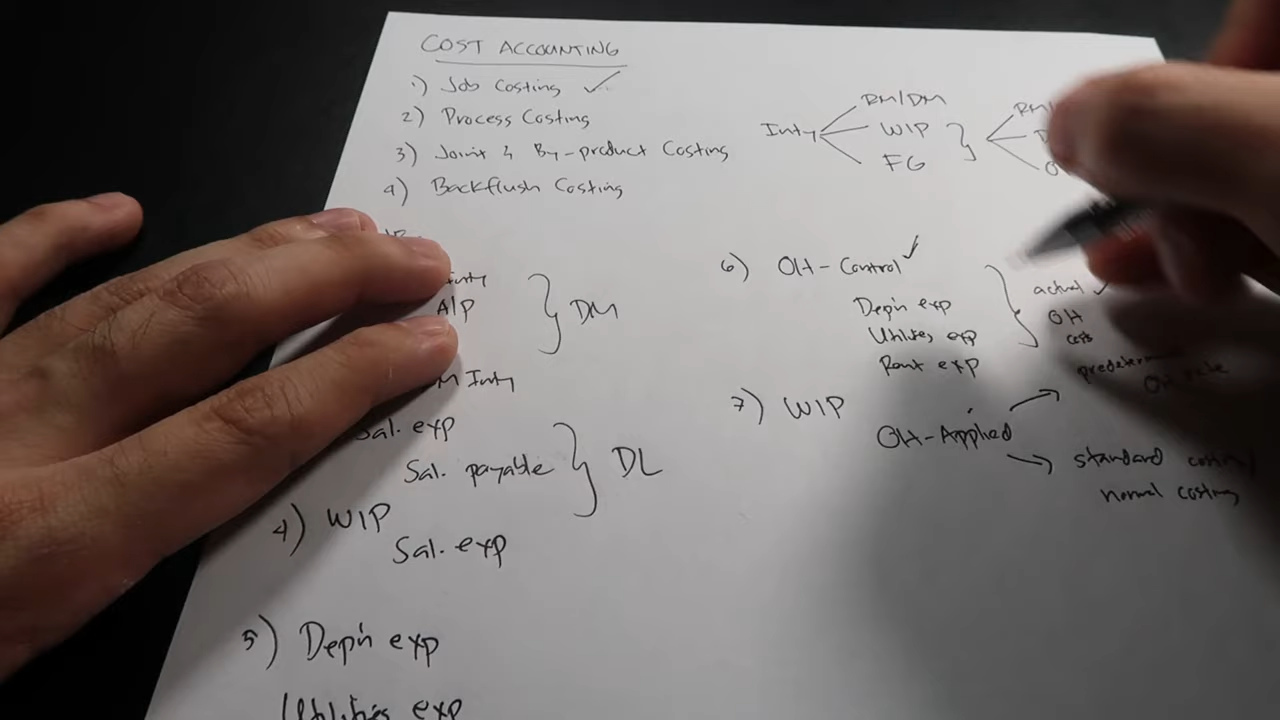 COST ACCOUNTING
1) Job Costing ✓
2) Process Costing
3) Joint & By-product Costing
4) Backflush Costing
Inty
RM/DM
WIP
FG
A/P
DM
Inty
Sal. exp
Sal. payable
DL
4) WIP
Sal. exp
5) Dep'n exp
Utilities exp
6) OH-Control ✓
Dep'n exp
Utilities exp
Rent exp
actual ✓
OH
costs
7) WIP
OH-Applied
OH rate
standard
normal costing